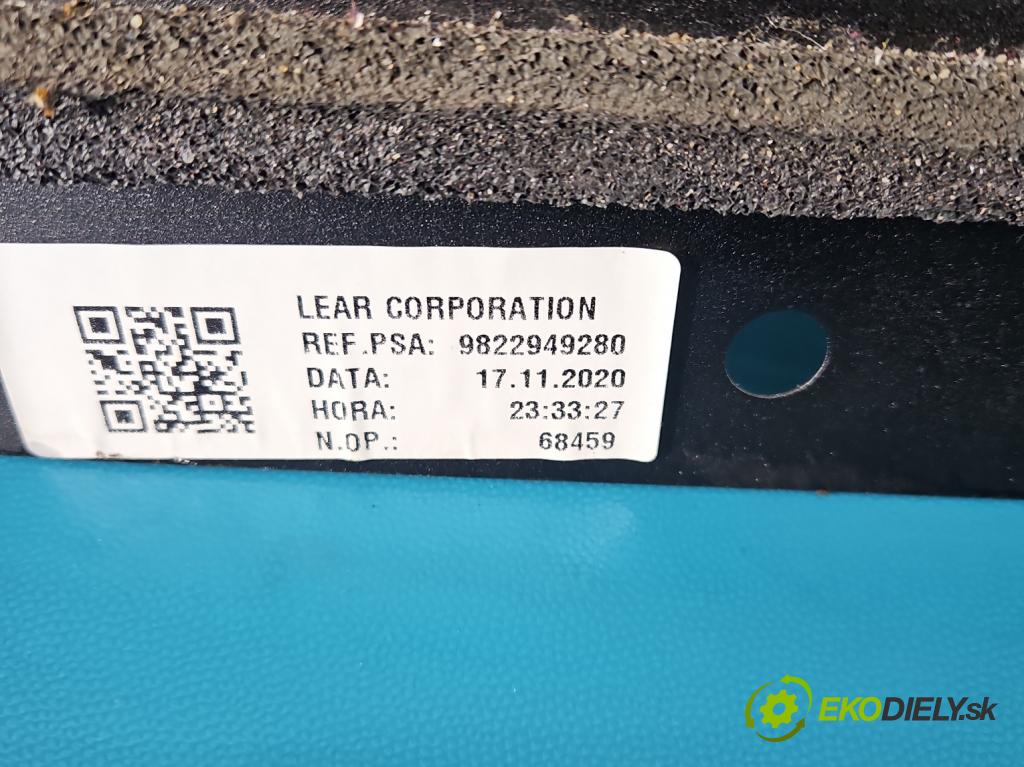 LEAR CORPORATION
REF.PSA: 9822949280
DATA: 17.11.2020
HORA: 23:33:27
N.OP.: 68459
EKODIELY.sk